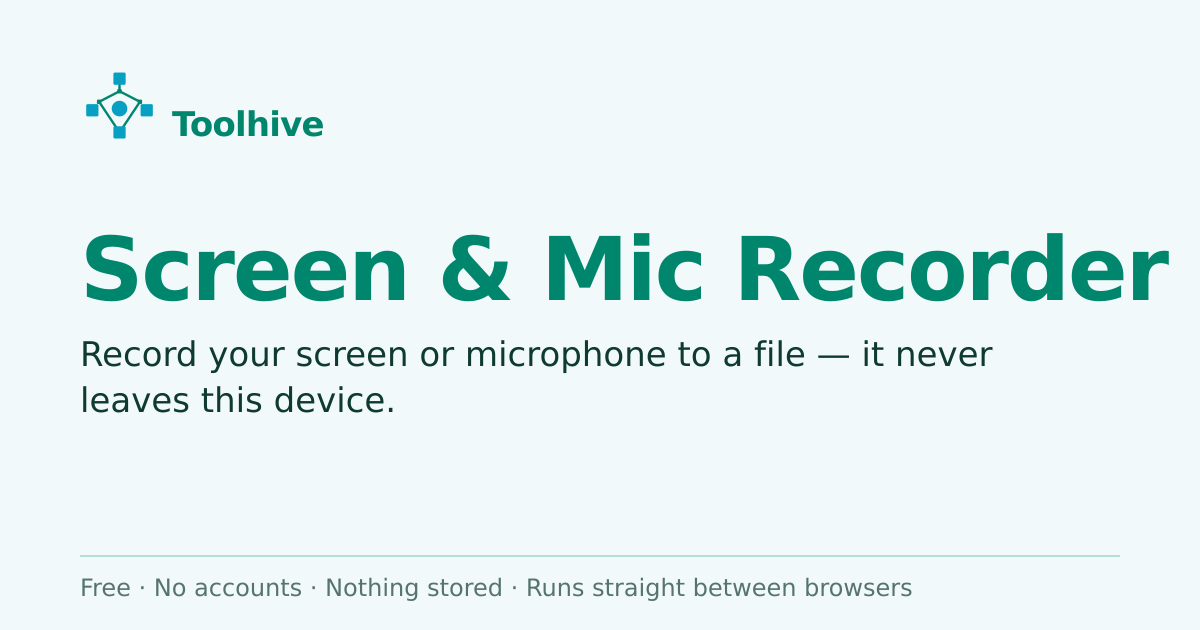 Toolhive
Screen & Mic Recorder
Record your screen or microphone to a file — it never
leaves this device.
Free · No accounts · Nothing stored · Runs straight between browsers